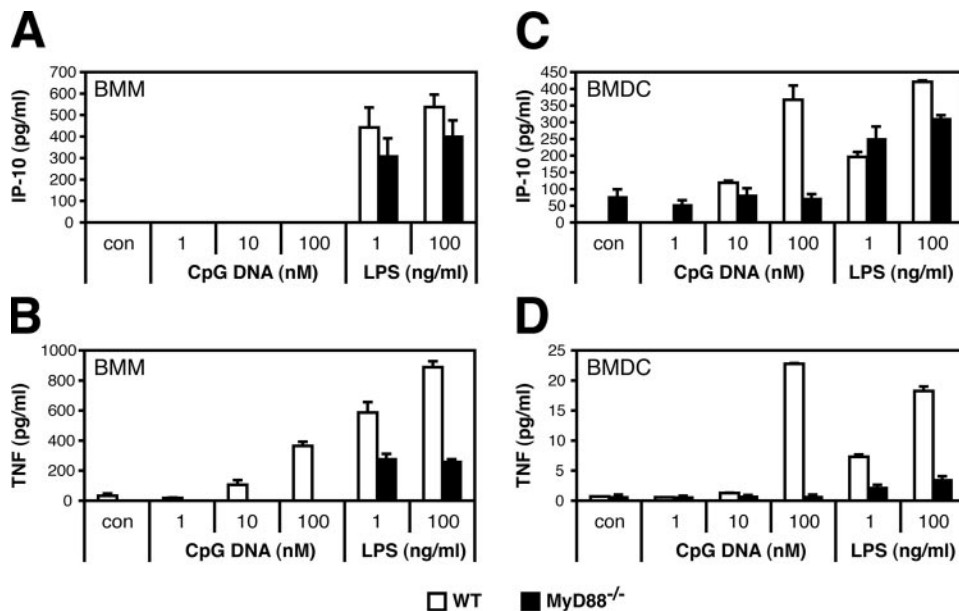 A
BMM
IP-10 (pg/ml)
700
600
500
400
300
200
100
0
con 1 10 100 1 100
CpG DNA (nM) LPS (ng/ml)
C
BMDC
IP-10 (pg/ml)
450
400
350
300
250
200
150
100
50
0
con 1 10 100 1 100
CpG DNA (nM) LPS (ng/ml)
B
BMM
TNF (pg/ml)
1000
800
600
400
200
0
con 1 10 100 1 100
CpG DNA (nM) LPS (ng/ml)
D
BMDC
TNF (pg/ml)
25
20
15
10
5
0
con 1 10 100 1 100
CpG DNA (nM) LPS (ng/ml)
WT MyD88-/-